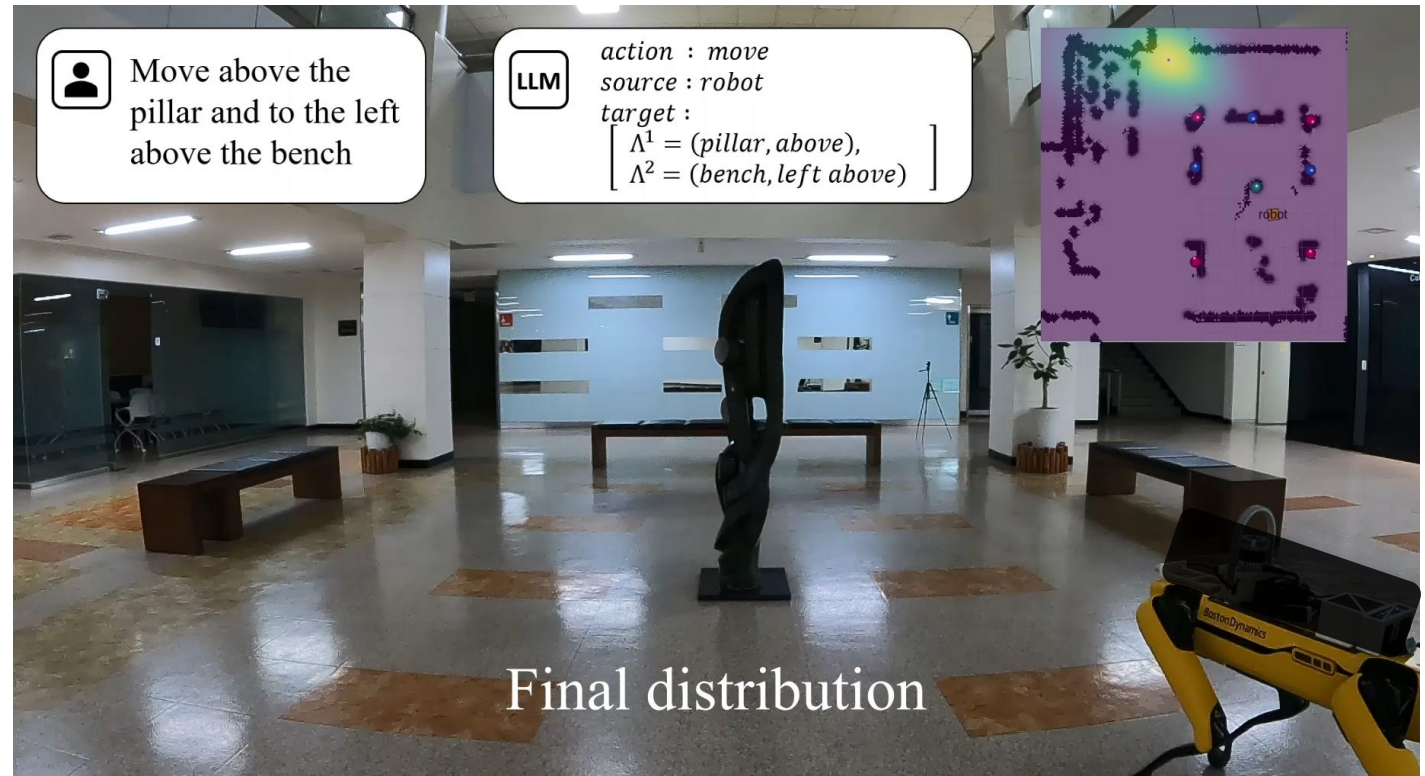 Move above the
pillar and to the left
above the bench
LLM
action : move
source : robot
target :
[ Λ¹ = (pillar, above),
Λ² = (bench, left above) ]
robot
BostonDynamics
Final distribution